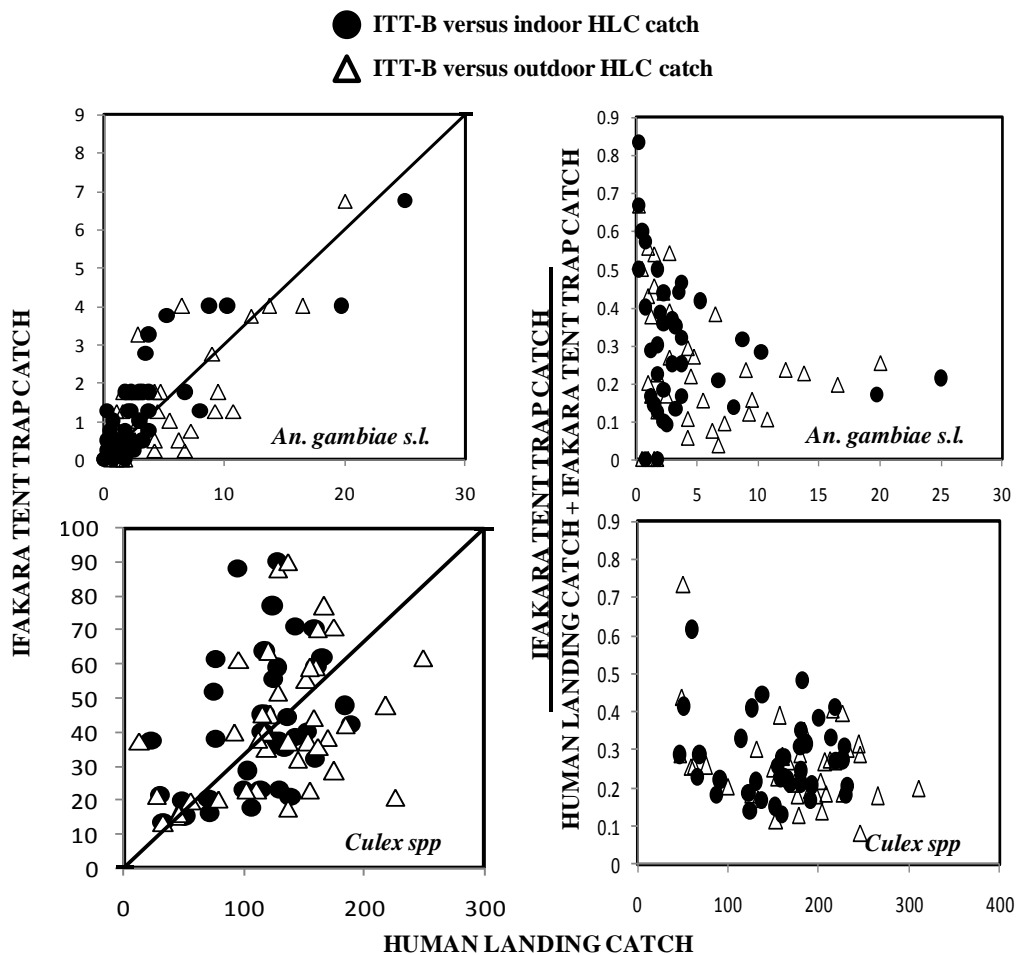 ITT-B versus indoor HLC catch
ITT-B versus outdoor HLC catch
IFAKARA TENT TRAP CATCH
9
8
7
6
5
4
3
2
1
0
0 10 20 30
An. gambiae s.l.
IFAKARA TENT TRAP CATCH
HUMAN LANDING CATCH + IFAKARA TENT TRAP CATCH
0.9
0.8
0.7
0.6
0.5
0.4
0.3
0.2
0.1
0
0 5 10 15 20 25 30
An. gambiae s.l.
100
90
80
70
60
50
40
30
20
10
0
0 100 200 300
Culex spp
0.9
0.8
0.7
0.6
0.5
0.4
0.3
0.2
0.1
0
0 100 200 300 400
Culex spp
HUMAN LANDING CATCH